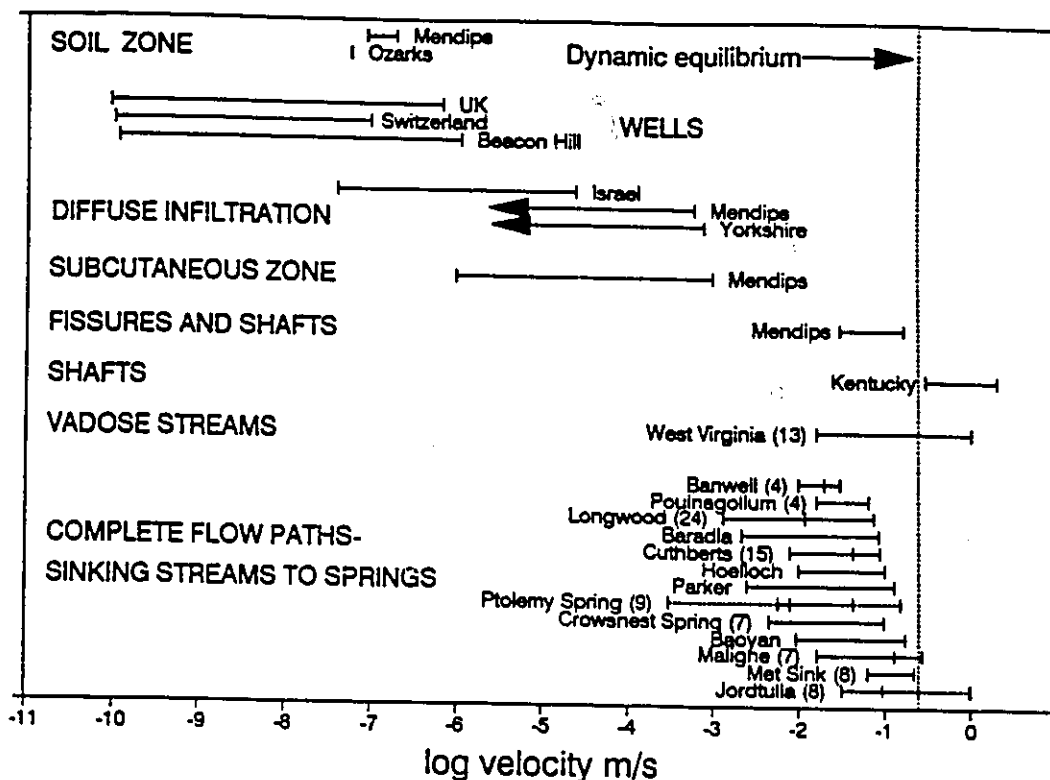 SOIL ZONE
Mendips
Ozarks
Dynamic equilibrium
UK
Switzerland
Beacon Hill
WELLS
Israel
DIFFUSE INFILTRATION
Mendips
Yorkshire
SUBCUTANEOUS ZONE
Mendips
FISSURES AND SHAFTS
Mendips
SHAFTS
Kentucky
VADOSE STREAMS
West Virginia (13)
COMPLETE FLOW PATHS-
SINKING STREAMS TO SPRINGS
Banwell (4)
Poulnagollum (4)
Longwood (24)
Baradla
Cuthberts (15)
Hoelloch
Parker
Ptolemy Spring (9)
Crowsnest Spring (7)
Baoyan
Maligne (7)
Met Sink (8)
Jordtulla (8)
-11 -10 -9 -8 -7 -6 -5 -4 -3 -2 -1 0
log velocity m/s